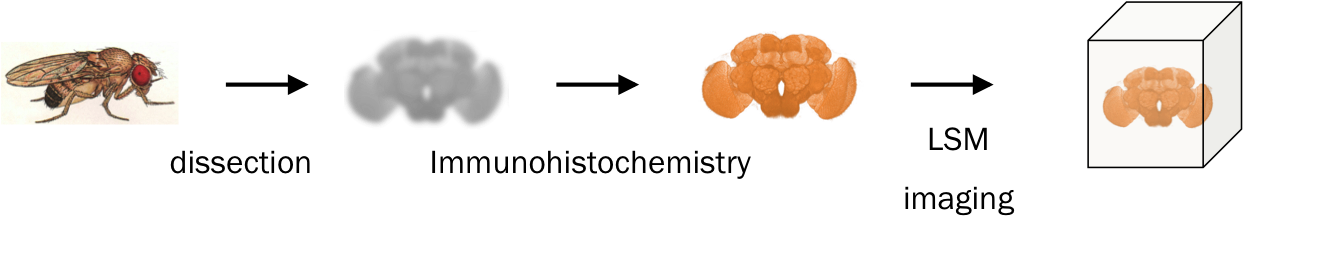 dissection
Immunohistochemistry
LSM
imaging